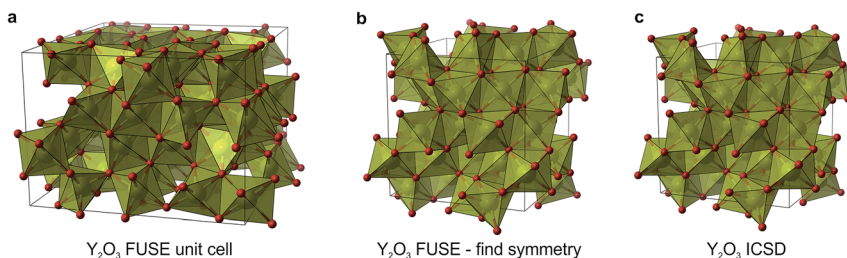 a
b
c
Y₂O₃ FUSE unit cell
Y₂O₃ FUSE - find symmetry
Y₂O₃ ICSD